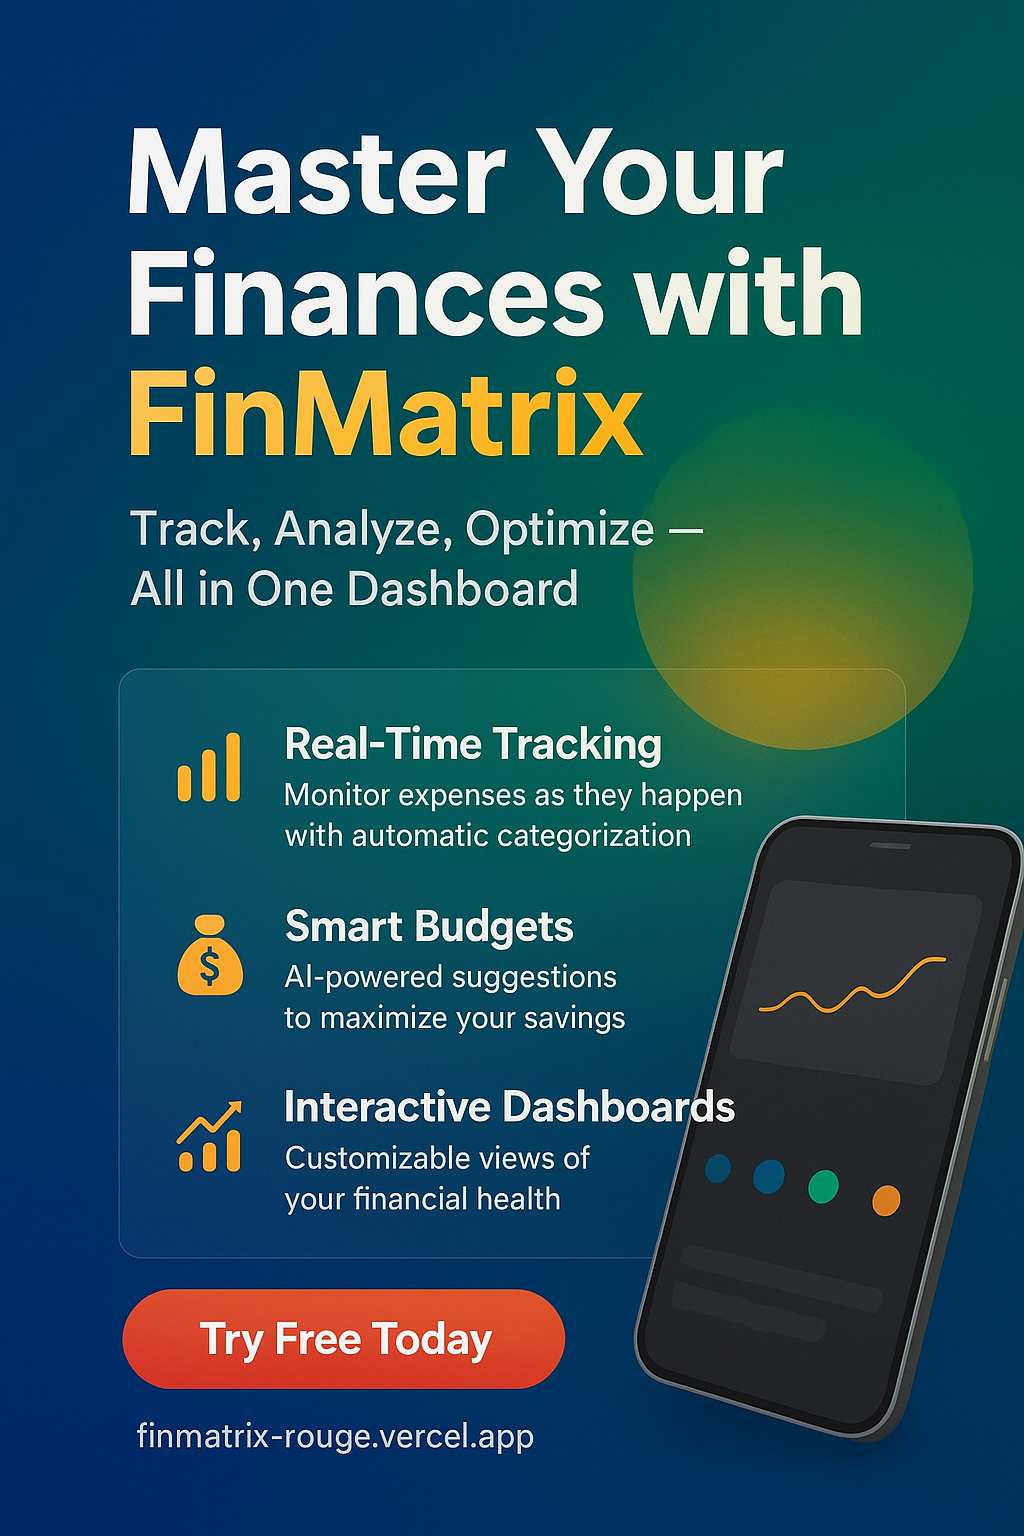 Master Your
Finances with
FinMatrix
Track, Analyze, Optimize —
All in One Dashboard
Real-Time Tracking
Monitor expenses as they happen
with automatic categorization
$
Smart Budgets
AI-powered suggestions
to maximize your savings
Interactive Dashboards
Customizable views of
your financial health
Try Free Today
finmatrix-rouge.vercel.app